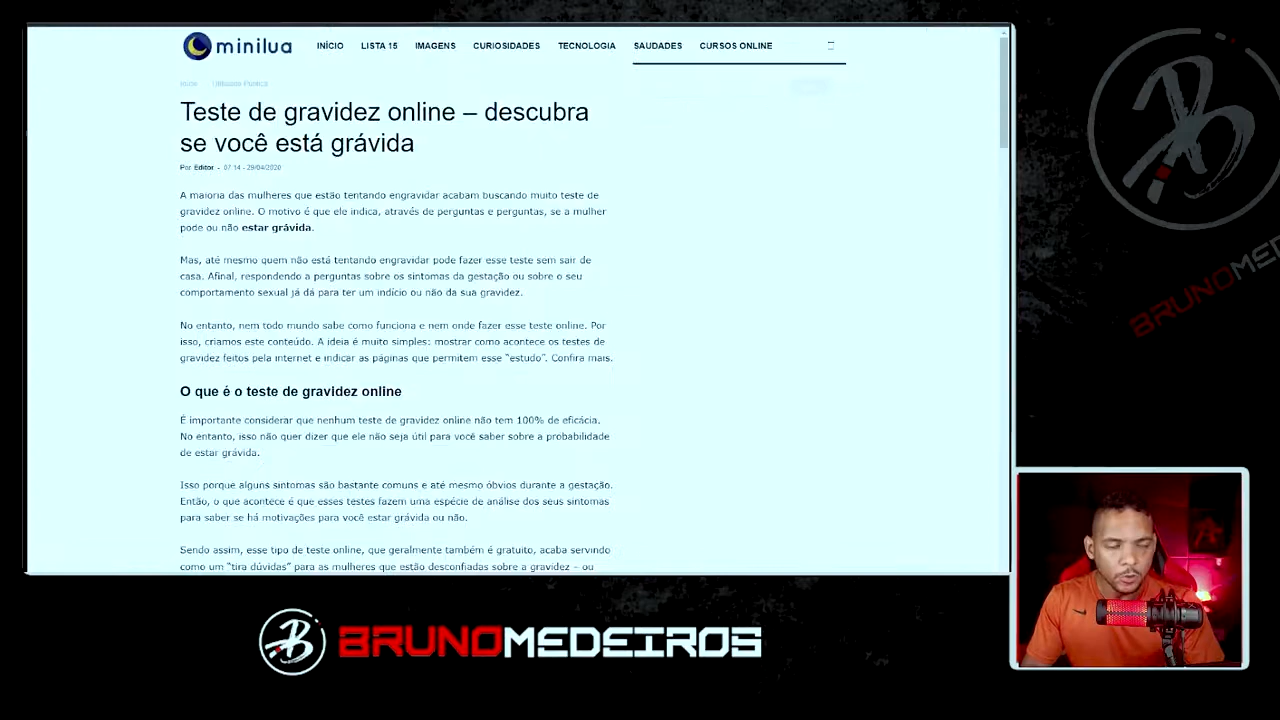 minilua INÍCIO LISTA 15 IMAGENS CURIOSIDADES TECNOLOGIA SAUDADES CURSOS ONLINE
Início Utilidade Pública
Teste de gravidez online – descubra
se você está grávida
Por Editor - 07:14 - 29/04/2020
A maioria das mulheres que estão tentando engravidar acabam buscando muito teste de
gravidez online. O motivo é que ele indica, através de perguntas e perguntas, se a mulher
pode ou não estar grávida.
Mas, até mesmo quem não está tentando engravidar pode fazer esse teste sem sair de
casa. Afinal, respondendo a perguntas sobre os sintomas da gestação ou sobre o seu
comportamento sexual já dá para ter um indício ou não da sua gravidez.
No entanto, nem todo mundo sabe como funciona e nem onde fazer esse teste online. Por
isso, criamos este conteúdo. A ideia é muito simples: mostrar como acontece os testes de
gravidez feitos pela internet e indicar as páginas que permitem esse “estudo”. Confira mais.
O que é o teste de gravidez online
É importante considerar que nenhum teste de gravidez online não tem 100% de eficácia.
No entanto, isso não quer dizer que ele não seja útil para você saber sobre a probabilidade
de estar grávida.
Isso porque alguns sintomas são bastante comuns e até mesmo óbvios durante a gestação.
Então, o que acontece é que esses testes fazem uma espécie de análise dos seus sintomas
para saber se há motivações para você estar grávida ou não.
Sendo assim, esse tipo de teste online, que geralmente também é gratuito, acaba servindo
como um “tira dúvidas” para as mulheres que estão desconfiadas sobre a gravidez – ou
B BRUNOMEDEIROS
B
BRUNOME